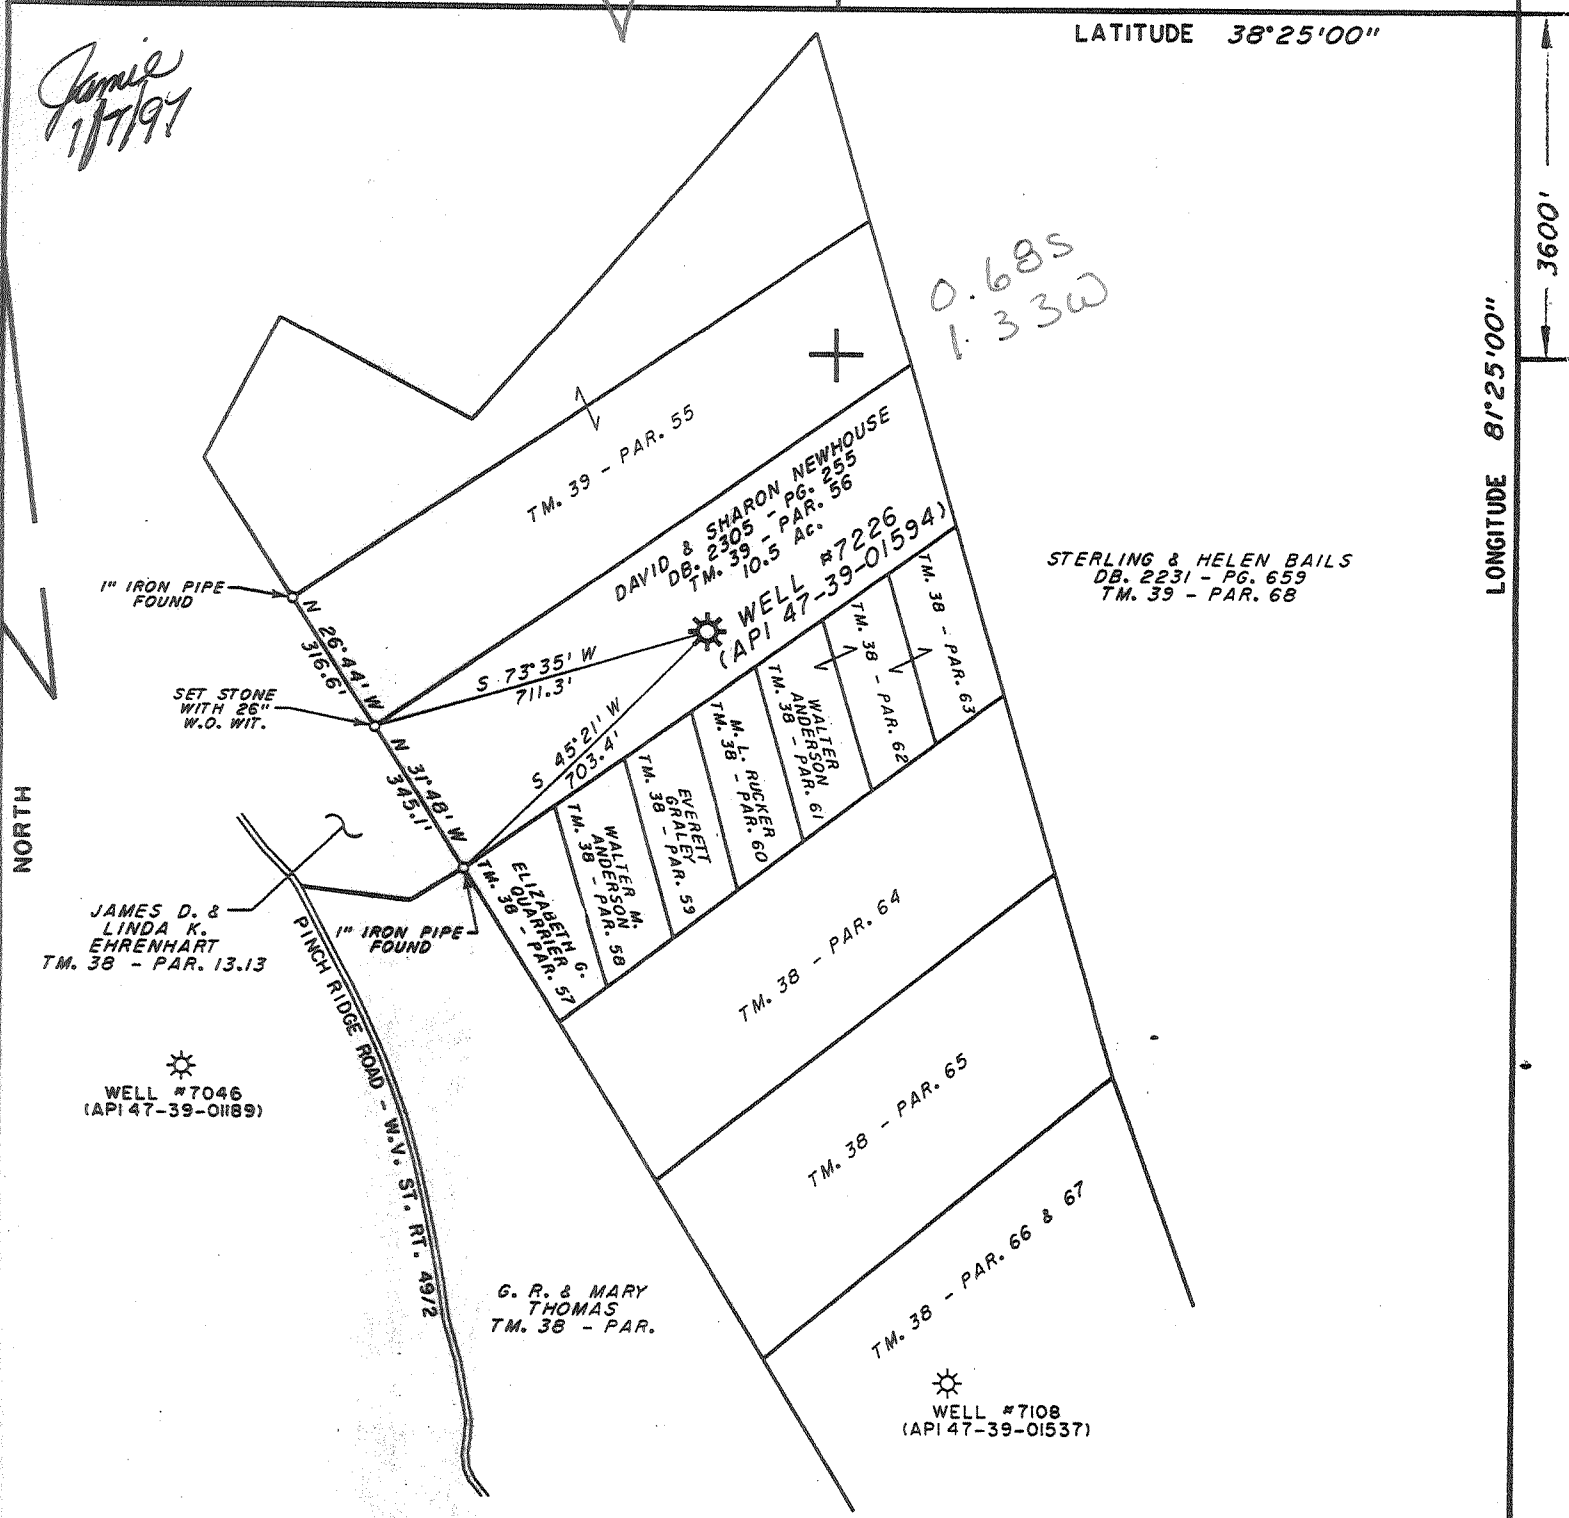 LATITUDE 38°25'00"
Jamie
1/7/97
3600'
0.68S
1.33W
LONGITUDE 81°25'00"
TM. 39 - PAR. 55
DAVID & SHARON NEWHOUSE
DB. 2305 - PG. 255
TM. 39 - PAR. 56
10.5 AC.
WELL #7226
(API 47-39-01594)
STERLING & HELEN BAILS
DB. 2231 - PG. 659
TM. 39 - PAR. 68
1" IRON PIPE
FOUND
N 26°44' W
316.6'
SET STONE
WITH 26"
W.O. WIT.
S 73°35' W
711.3'
S 45°21' W
703.4'
N 31°48' W
345.1'
TM. 38 - PAR. 63
TM. 38 - PAR. 62
WALTER
ANDERSON
TM. 38 - PAR. 61
M. L. RUCKER
TM. 38 - PAR. 60
EVERETT
GRALEY
TM. 38 - PAR. 59
WALTER M.
ANDERSON
TM. 38 - PAR. 58
ELIZABETH G.
QUARRIER
TM. 38 - PAR. 57
NORTH
JAMES D. &
LINDA K.
EHRENHART
TM. 38 - PAR. 13.13
1" IRON PIPE
FOUND
PINCH RIDGE ROAD - W.V. ST. RT. 49/2
TM. 38 - PAR. 64
WELL #7046
(API 47-39-01189)
TM. 38 - PAR. 65
G. R. & MARY
THOMAS
TM. 38 - PAR.
TM. 38 - PAR. 66 & 67
WELL #7108
(API 47-39-01537)